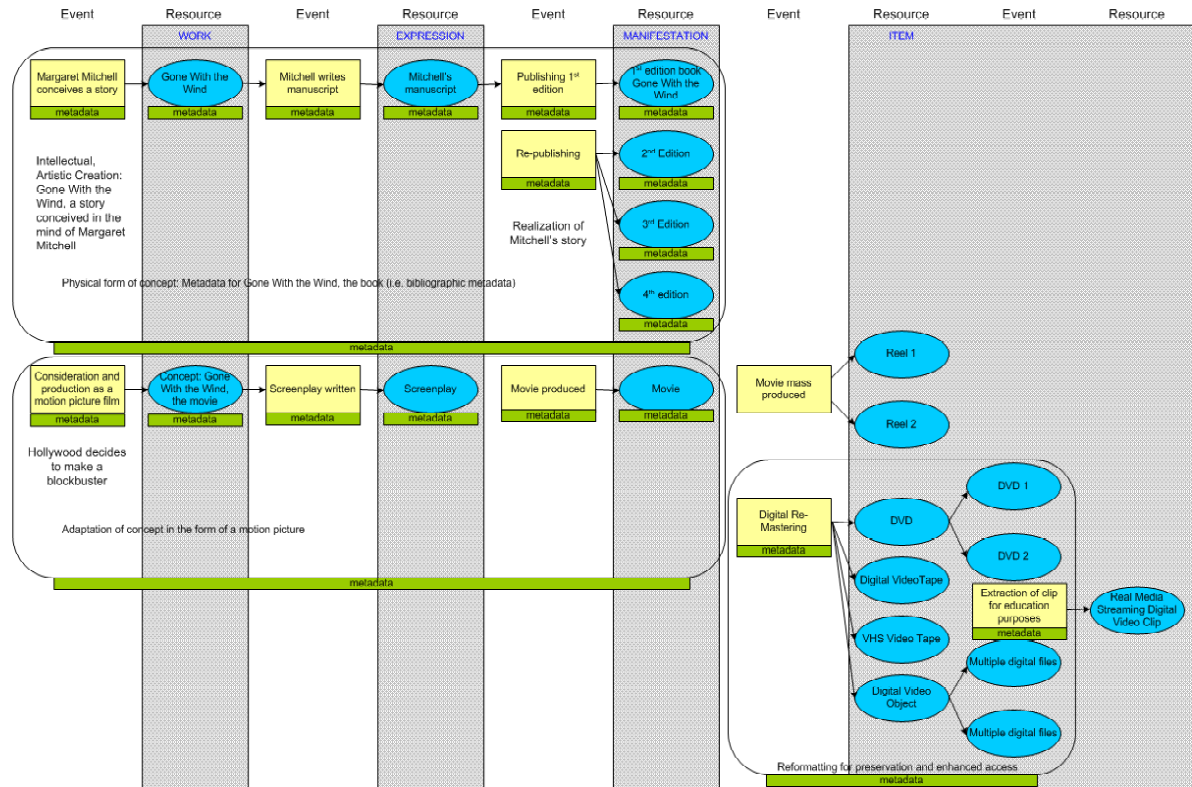 Event
Resource
Event
Resource
Event
Resource
Event
Resource
Event
Resource
WORK
EXPRESSION
MANIFESTATION
ITEM
Margaret Mitchell
conceives a story
metadata
Gone With the
Wind
metadata
Mitchell writes
manuscript
metadata
Mitchell's
manuscript
metadata
Publishing 1st
edition
metadata
1st edition book
Gone With the
Wind
metadata
Re-publishing
metadata
2nd Edition
metadata
3rd Edition
metadata
4th edition
metadata
Intellectual,
Artistic Creation:
Gone With the
Wind, a story
conceived in the
mind of Margaret
Mitchell
Realization of
Mitchell's story
Physical form of concept: Metadata for Gone With the Wind, the book (i.e. bibliographic metadata)
metadata
Consideration and
production as a
motion picture film
metadata
Concept: Gone
With the Wind,
the movie
metadata
Screenplay written
metadata
Screenplay
metadata
Movie produced
metadata
Movie
metadata
Movie mass
produced
Reel 1
Reel 2
Hollywood decides
to make a
blockbuster
Adaptation of concept in the form of a motion picture
metadata
Digital Re-
Mastering
metadata
DVD
DVD 1
DVD 2
Digital VideoTape
VHS Video Tape
Digital Video
Object
Extraction of clip
for education
purposes
metadata
Real Media
Streaming Digital
Video Clip
Multiple digital files
Multiple digital files
Reformatting for preservation and enhanced access
metadata